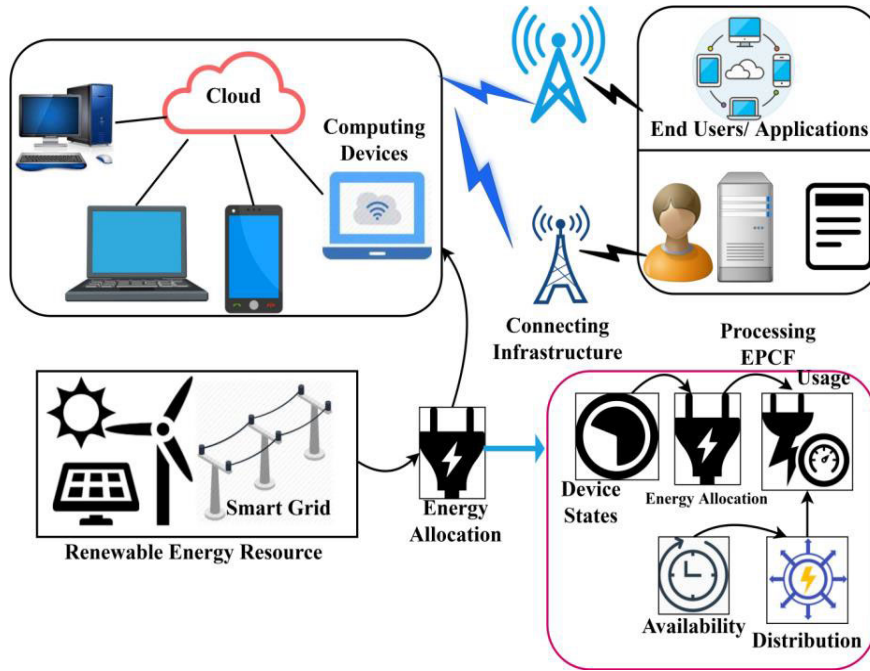 Cloud
Computing
Devices
End Users/ Applications
Connecting
Infrastructure
Processing
EPCF
Usage
Device
States
Energy Allocation
Smart Grid
Renewable Energy Resource
Energy
Allocation
Availability
Distribution